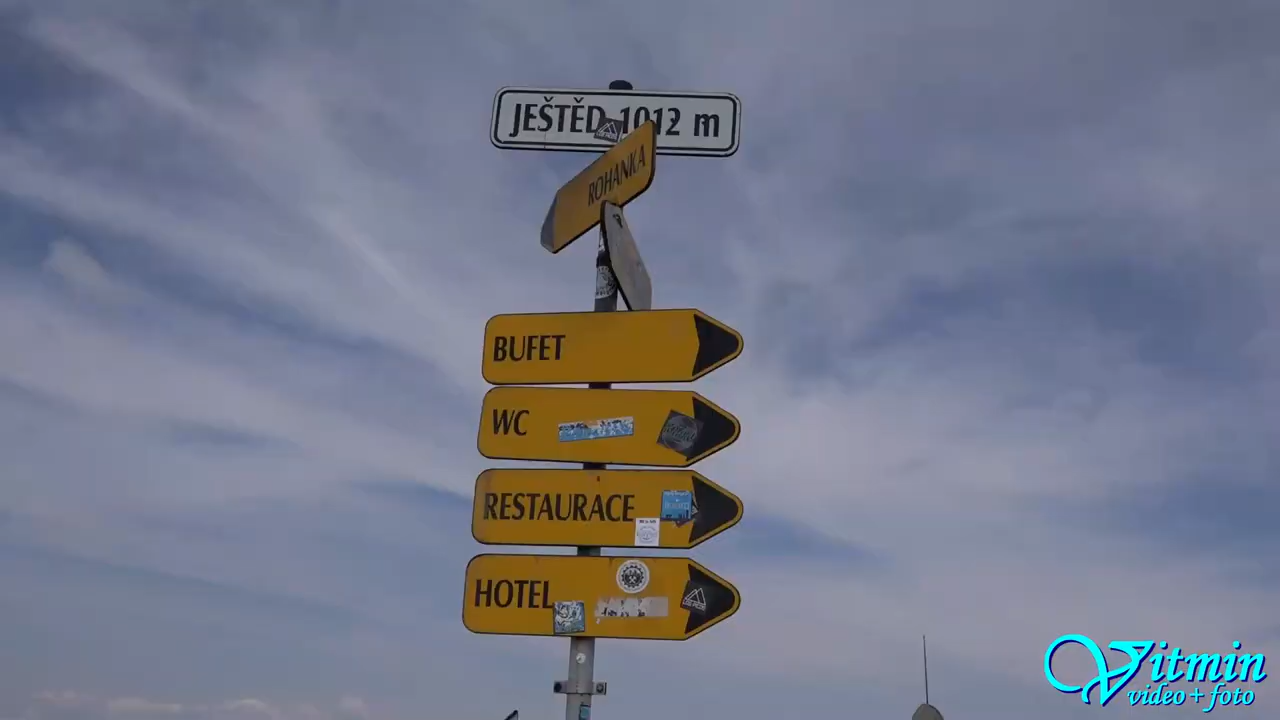 JEŠTĚD 1012 m
ROHANKA
BUFET
WC
RESTAURACE
HOTEL
Vitmin
video+foto